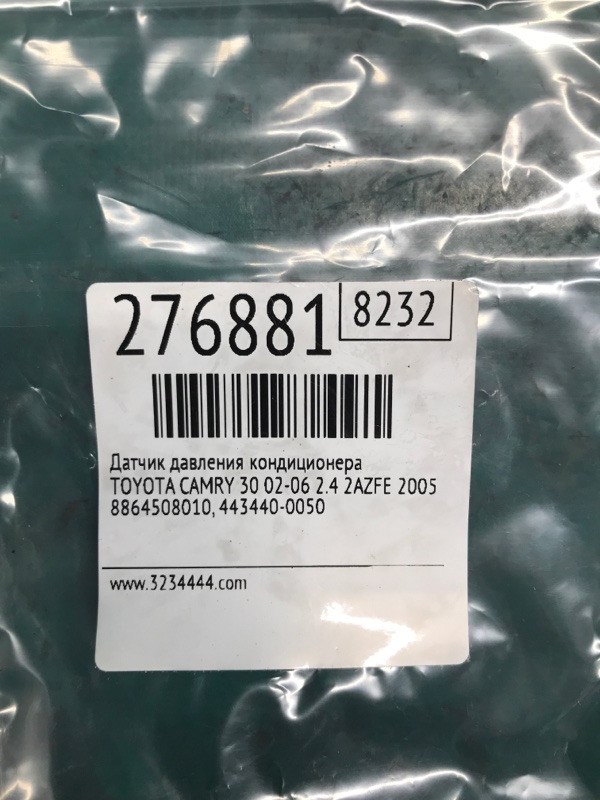 276881 8232
Датчик давления кондиционера
TOYOTA CAMRY 30 02-06 2.4 2AZFE 2005
8864508010, 443440-0050
www.3234444.com